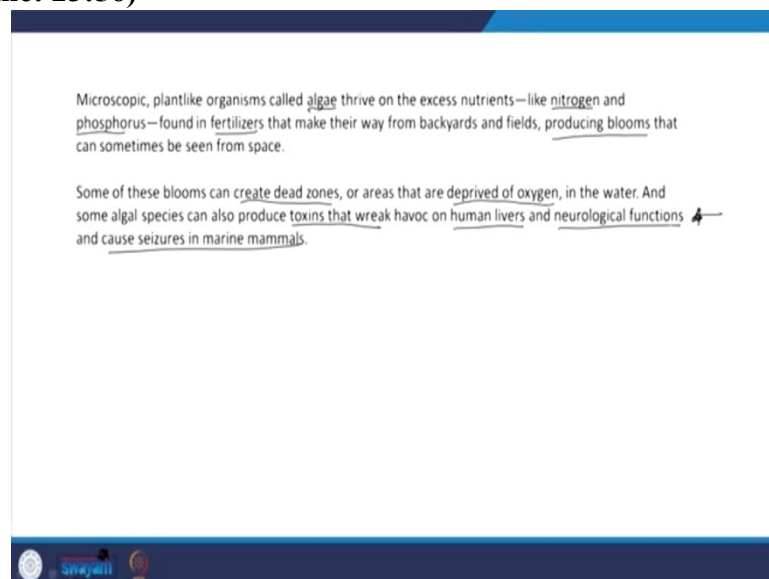 Microscopic, plantlike organisms called algae thrive on the excess nutrients—like nitrogen and
phosphorus—found in fertilizers that make their way from backyards and fields, producing blooms that
can sometimes be seen from space.
Some of these blooms can create dead zones, or areas that are deprived of oxygen, in the water. And
some algal species can also produce toxins that wreak havoc on human livers and neurological functions
and cause seizures in marine mammals.
swayam